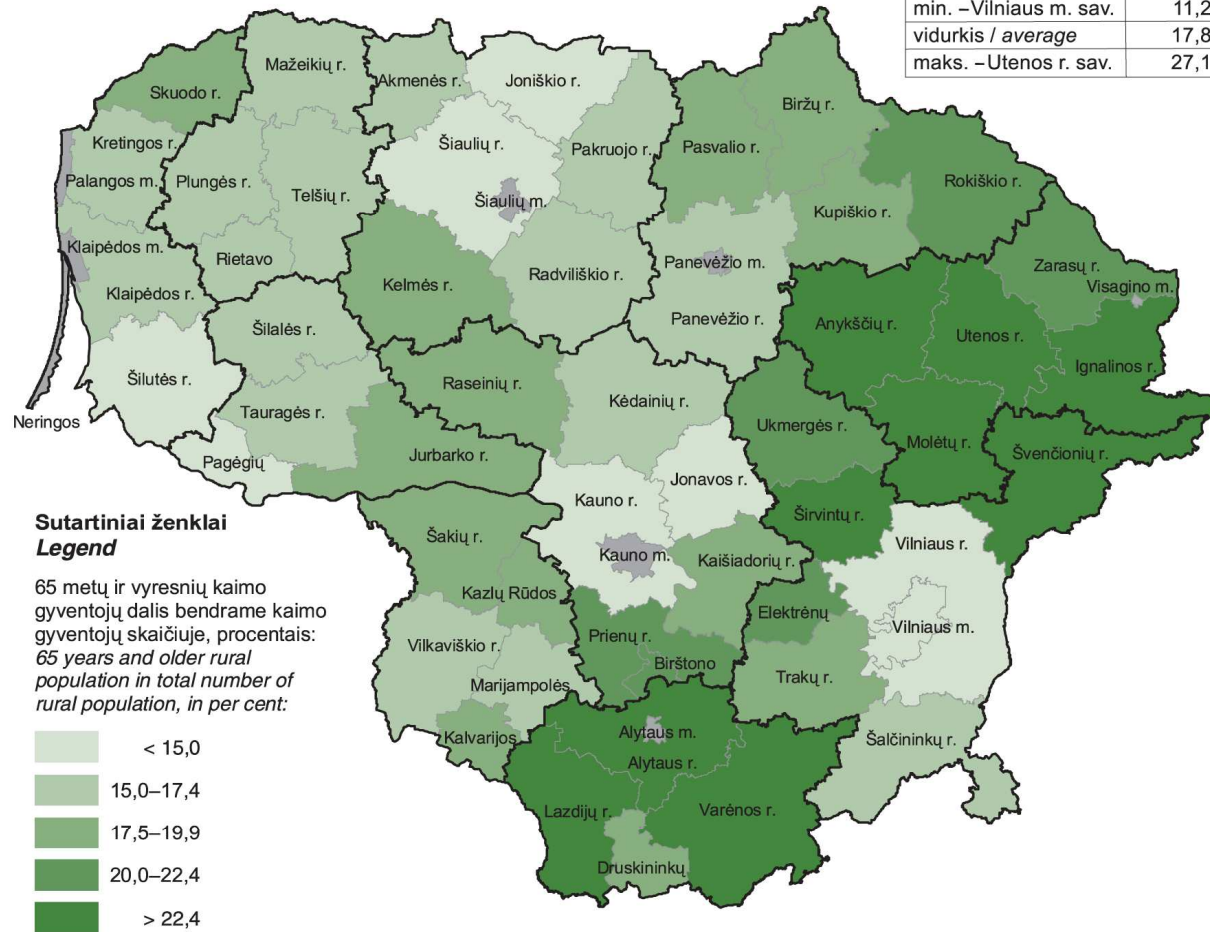 min. –Vilniaus m. sav. 11,2
vidurkis / average 17,8
maks. –Utenos r. sav. 27,1
Skuodo r.
Mažeikių r.
Akmenės r.
Joniškio r.
Kretingos r.
Palangos m.
Plungės r.
Telšių r.
Šiaulių r.
Šiaulių m.
Pakruojo r.
Pasvalio r.
Biržų r.
Rokiškio r.
Kupiškio r.
Klaipėdos m.
Klaipėdos r.
Rietavo
Kelmės r.
Radviliškio r.
Panevėžio m.
Panevėžio r.
Zarasų r.
Visagino m.
Anykščių r.
Utenos r.
Ignalinos r.
Šilalės r.
Šilutės r.
Neringos
Tauragės r.
Pagėgių
Raseinių r.
Jurbarko r.
Kėdainių r.
Ukmergės r.
Molėtų r.
Švenčionių r.
Jonavos r.
Kauno r.
Kauno m.
Širvintų r.
Vilniaus r.
Vilniaus m.
Šakių r.
Kazlų Rūdos
Kaišiadorių r.
Elektrėnų
Vilkaviškio r.
Marijampolės
Prienų r.
Birštono
Trakų r.
Kalvarijos
Alytaus m.
Alytaus r.
Šalčininkų r.
Lazdijų r.
Varėnos r.
Druskininkų
Sutartiniai ženklai
Legend
65 metų ir vyresnių kaimo
gyventojų dalis bendrame kaimo
gyventojų skaičiuje, procentais:
65 years and older rural
population in total number of
rural population, in per cent:
< 15,0
15,0–17,4
17,5–19,9
20,0–22,4
> 22,4